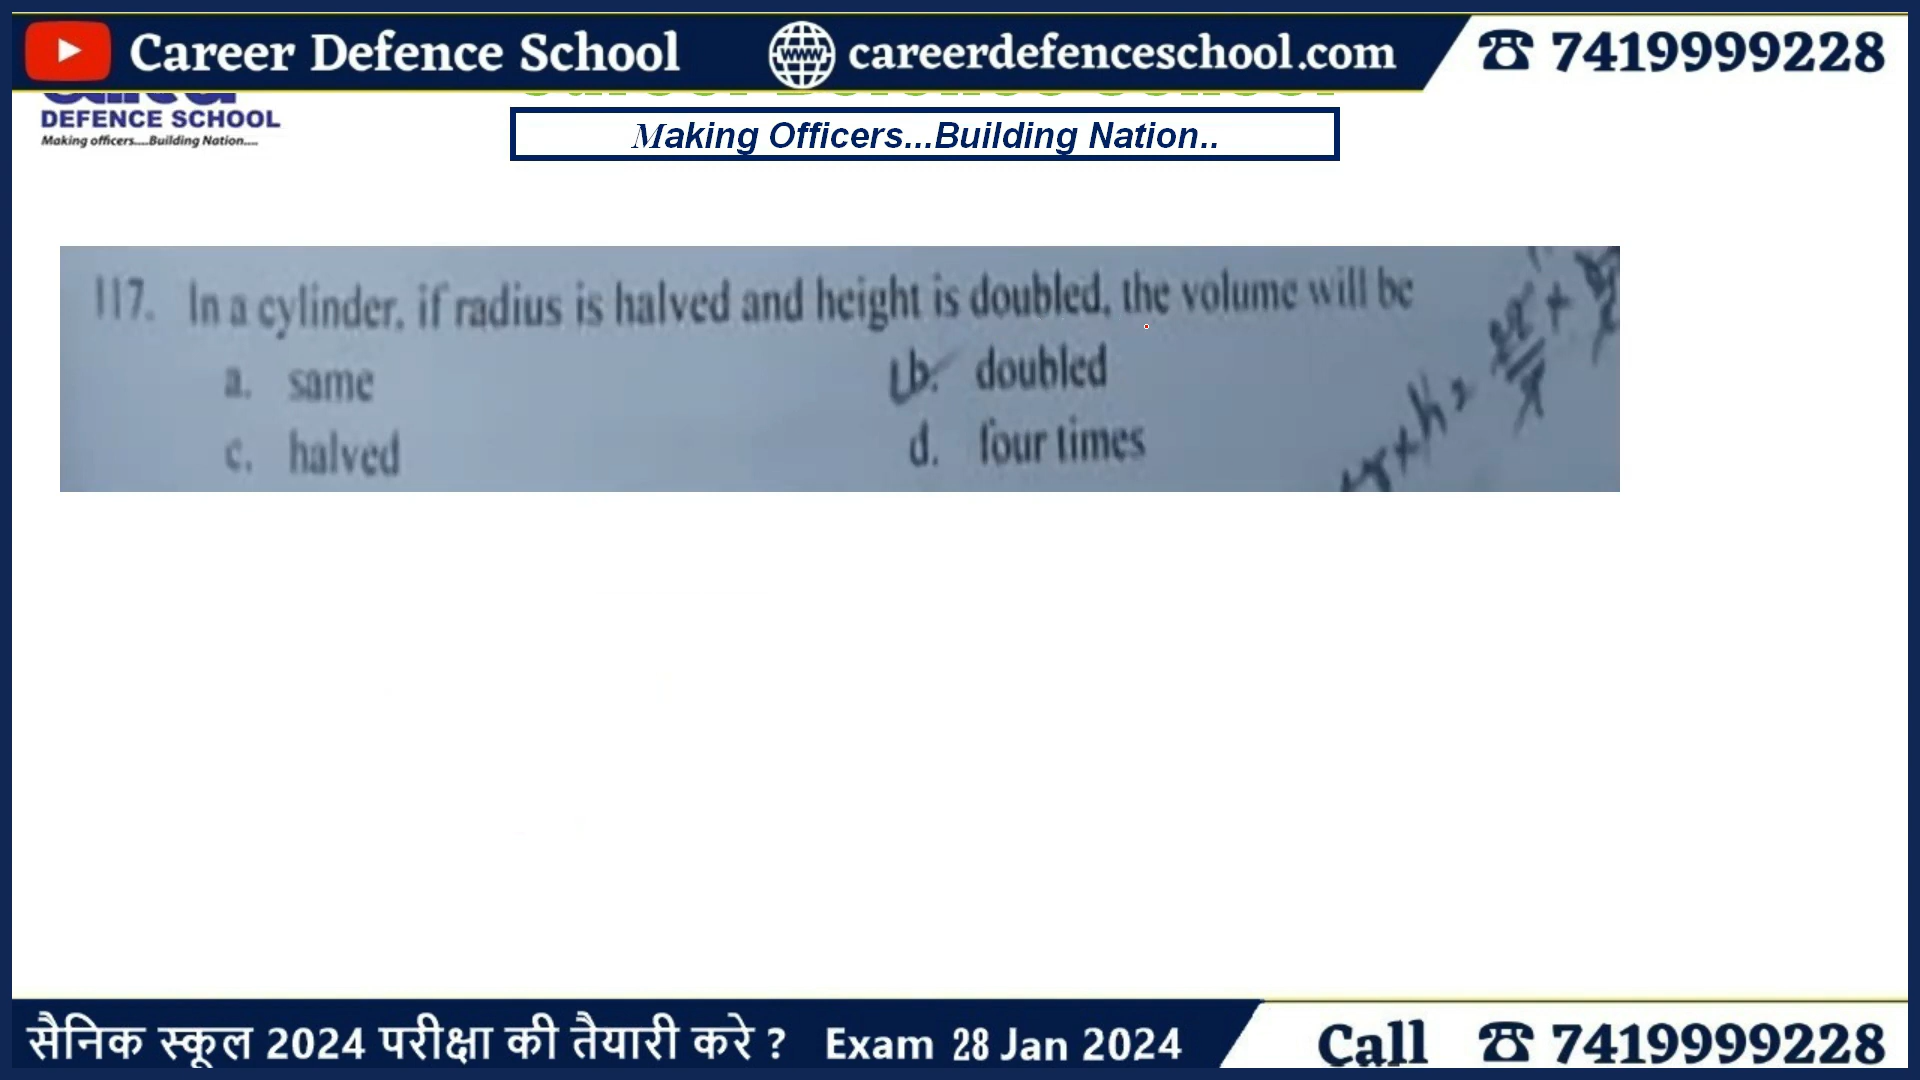 Career Defence School
www
careerdefenceschool.com
7419999228
DEFENCE SCHOOL
Making officers....Building Nation....
Making Officers...Building Nation..
117. In a cylinder, if radius is halved and height is doubled, the volume will be
a. same
b. doubled
c. halved
d. four times
सैनिक स्कूल 2024 परीक्षा की तैयारी करे ?
Exam 28 Jan 2024
Call
7419999228